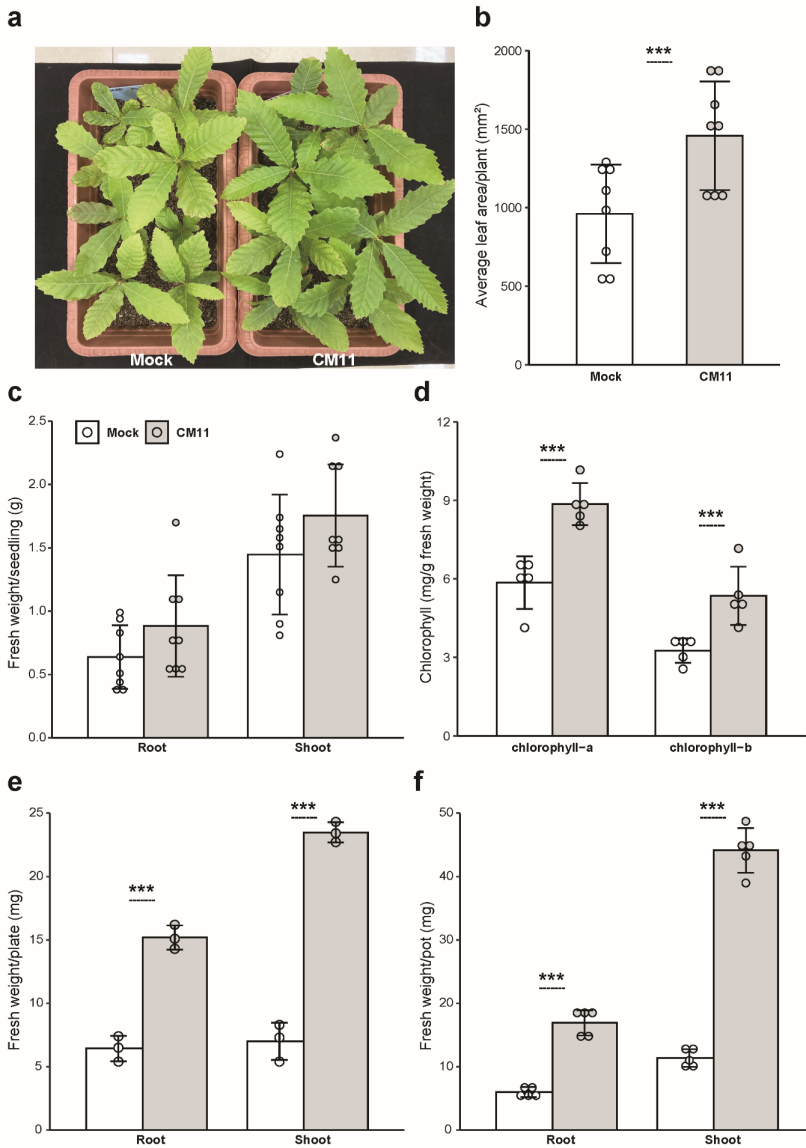 a
Mock
CM11
b
Average leaf area/plant (mm²)
2000
1500
1000
500
0
***
Mock
CM11
c
Fresh weight/seedling (g)
2.5
2.0
1.5
1.0
0.5
0.0
Mock
CM11
Root
Shoot
d
Chlorophyll (mg/g fresh weight)
12
9
6
3
0
***
***
chlorophyll-a
chlorophyll-b
e
Fresh weight/plate (mg)
25
20
15
10
5
0
***
***
Root
Shoot
f
Fresh weight/pot (mg)
50
40
30
20
10
0
***
***
Root
Shoot